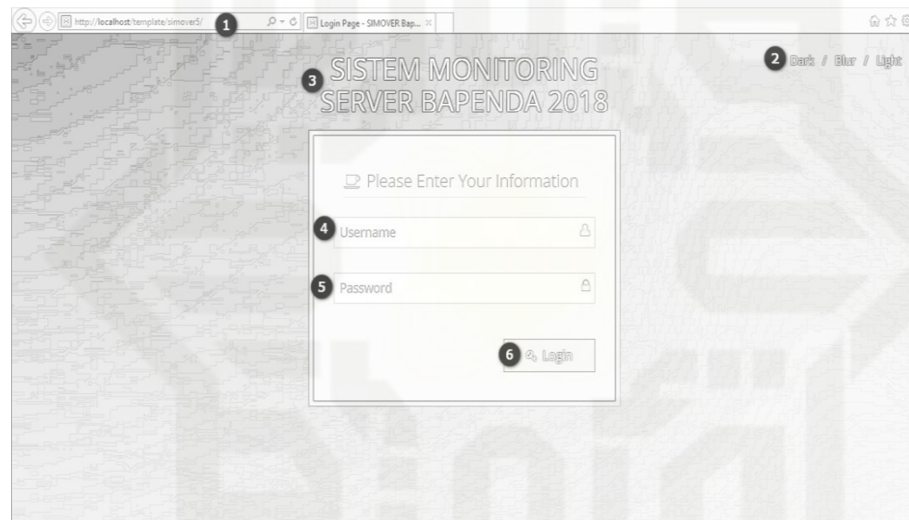 http://localhost/template/simover5/
1
Login Page - SIMOVER Bap...
2
Dark / Blur / Light
3
SISTEM MONITORING
SERVER BAPENDA 2018
Please Enter Your Information
4
Username
5
Password
6
Login